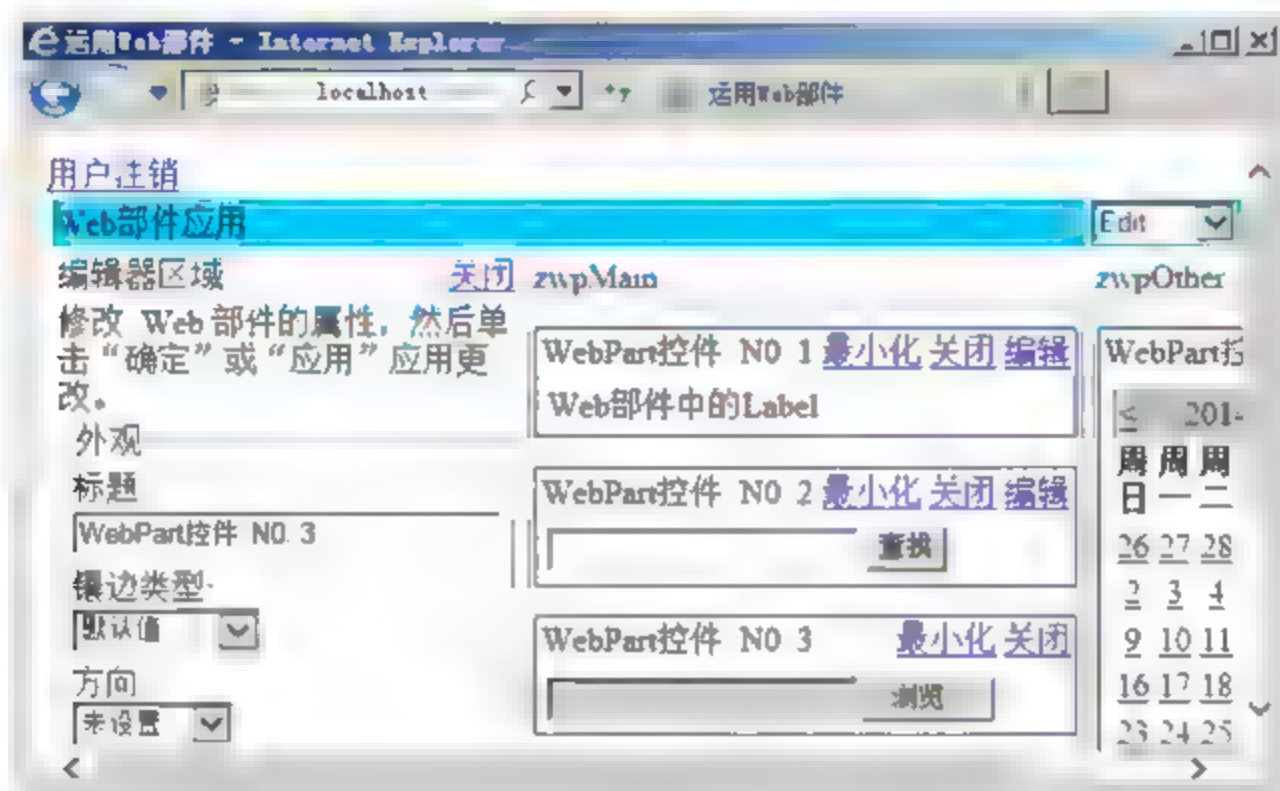 运用Web部件 - Internet Explorer
localhost
运用Web部件
用户注销
Web部件应用
Edit
编辑器区域 关闭
修改 Web 部件的属性，然后单
击“确定”或“应用”应用更
改。
外观
标题
WebPart控件 NO. 3
镶边类型:
默认值
方向
未设置
zwpMain
WebPart控件 NO 1 最小化 关闭 编辑
Web部件中的Label
WebPart控件 NO 2 最小化 关闭 编辑
查找
WebPart控件 NO 3 最小化 关闭
浏览
zwpOther
WebPart控
< 201
周 周 周
日 一 二
26 27 28
2 3 4
9 10 11
16 17 18
23 24 25